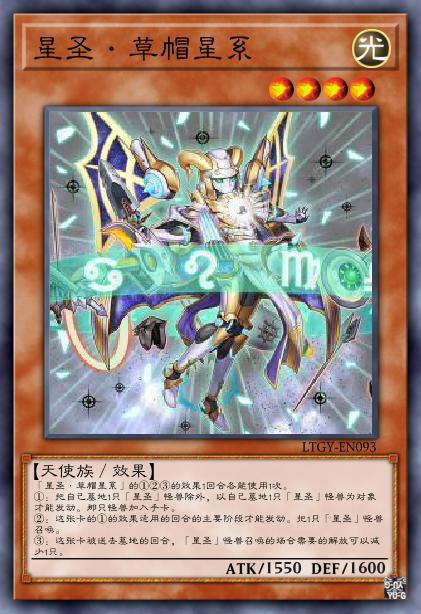 星圣·草帽星系
光
LTGY-EN093
【天使族/效果】
「星圣·草帽星系」的①②③的效果1回合各能使用1次。
①：把自己墓地1只「星圣」怪兽除外，以自己墓地1只「星圣」怪兽为对象
才能发动。那只怪兽加入手卡。
②：这张卡的①的效果适用的回合的主要阶段才能发动。把1只「星圣」怪兽
召唤。
③：这张卡被送去墓地的回合，「星圣」怪兽召唤的场合需要的解放可以减
少1只。
ATK/1550 DEF/1600